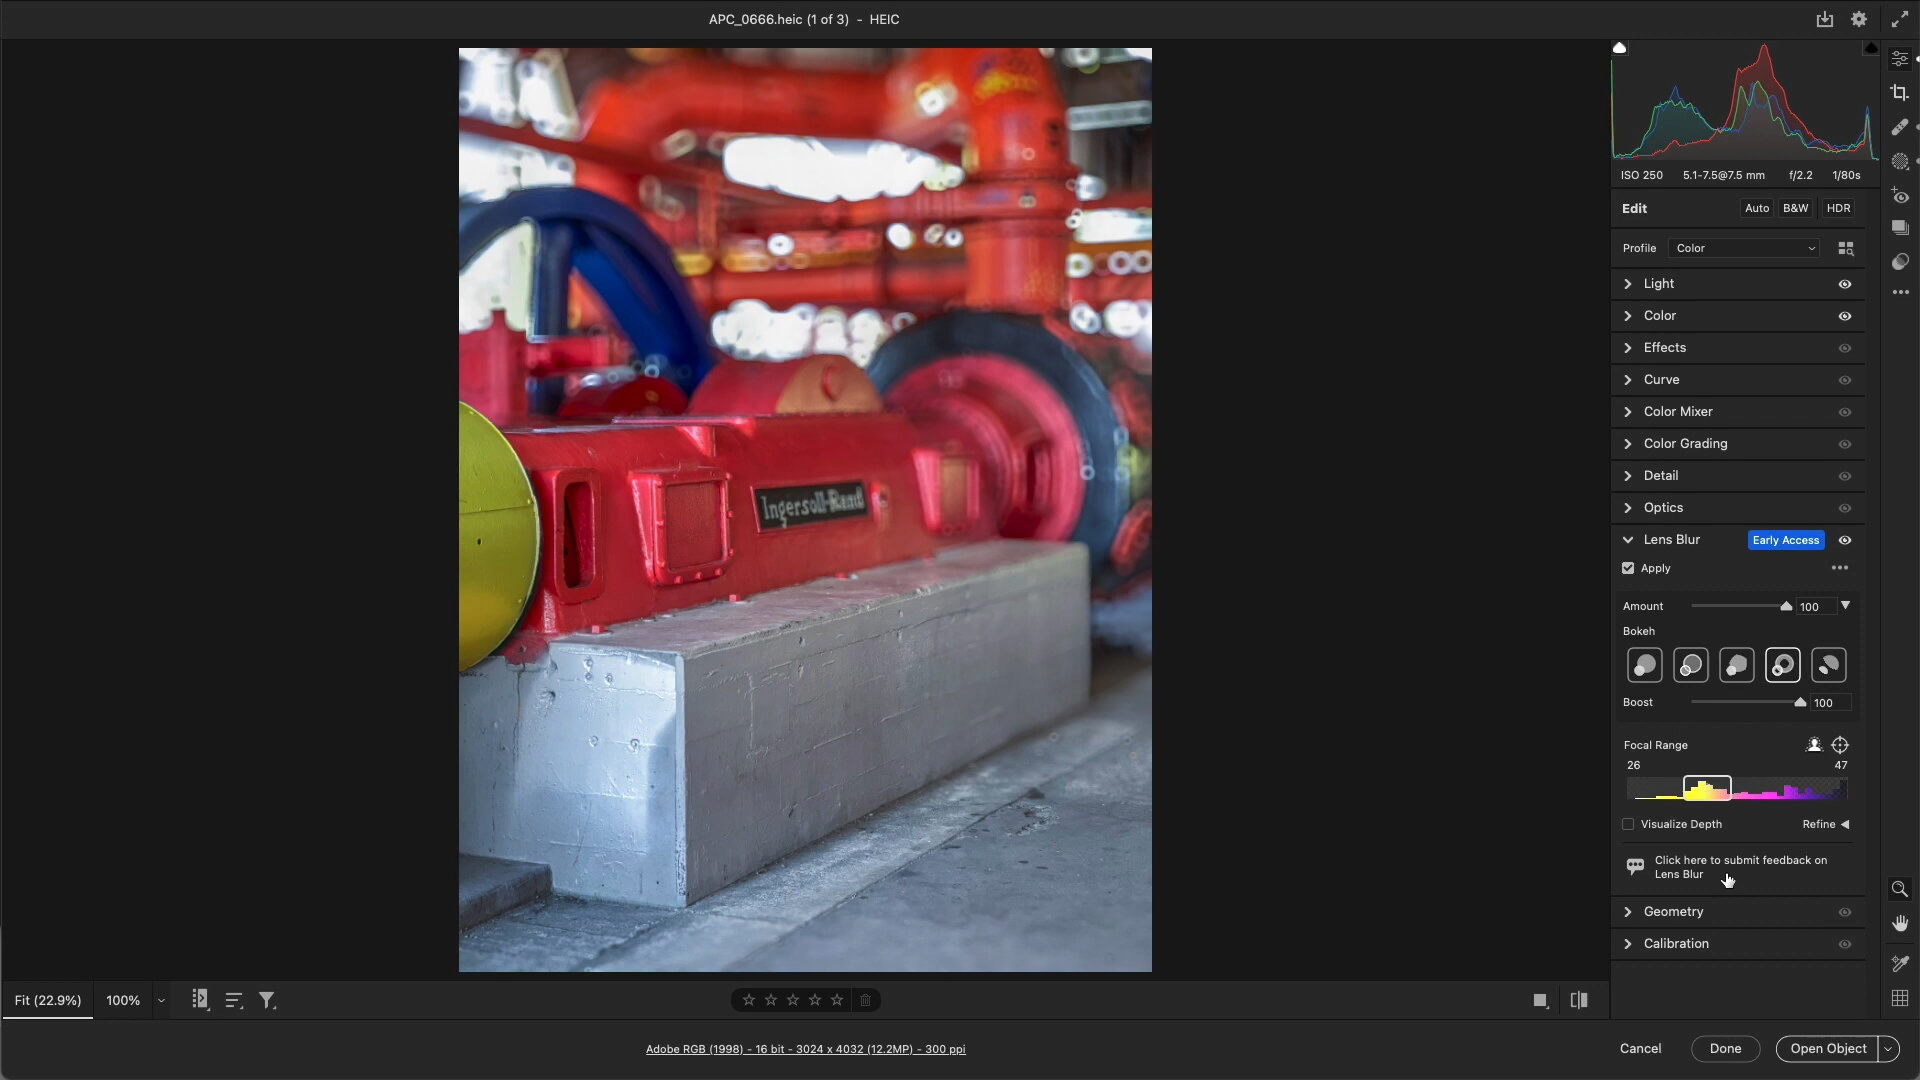 APC_0666.heic (1 of 3) - HEIC
ISO 250 5.1-7.5@7.5 mm f/2.2 1/80s
Edit Auto B&W HDR
Profile Color
Light
Color
Effects
Curve
Color Mixer
Color Grading
Detail
Optics
Lens Blur Early Access
Apply
Amount 100
Bokeh
Boost 100
Focal Range
26 47
Visualize Depth Refine
Click here to submit feedback on
Lens Blur
Geometry
Calibration
Ingersoll-Rand
Fit (22.9%) 100%
Adobe RGB (1998) - 16 bit - 3024 x 4032 (12.2MP) - 300 ppi
Cancel Done Open Object